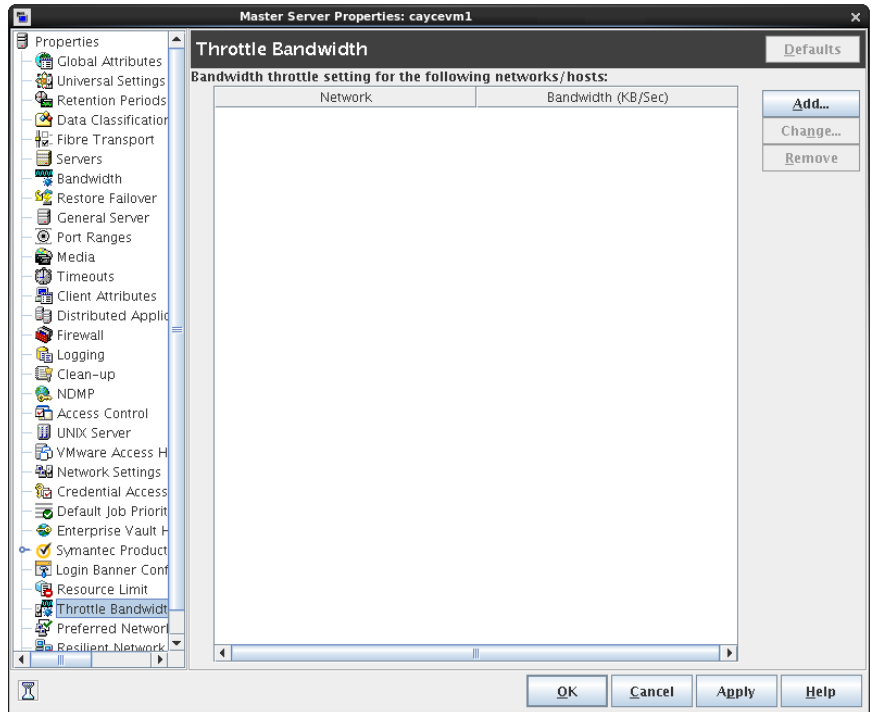 Master Server Properties: caycevm1
Properties
Global Attributes
Universal Settings
Retention Periods
Data Classification
Fibre Transport
Servers
Bandwidth
Restore Failover
General Server
Port Ranges
Media
Timeouts
Client Attributes
Distributed Applic
Firewall
Logging
Clean-up
NDMP
Access Control
UNIX Server
VMware Access H
Network Settings
Credential Access
Default Job Priorit
Enterprise Vault H
Symantec Product
Login Banner Conf
Resource Limit
Throttle Bandwidt
Preferred Networl
Resilient Network
Throttle Bandwidth
Defaults
Bandwidth throttle setting for the following networks/hosts:
Network
Bandwidth (KB/Sec)
Add...
Change...
Remove
OK
Cancel
Apply
Help